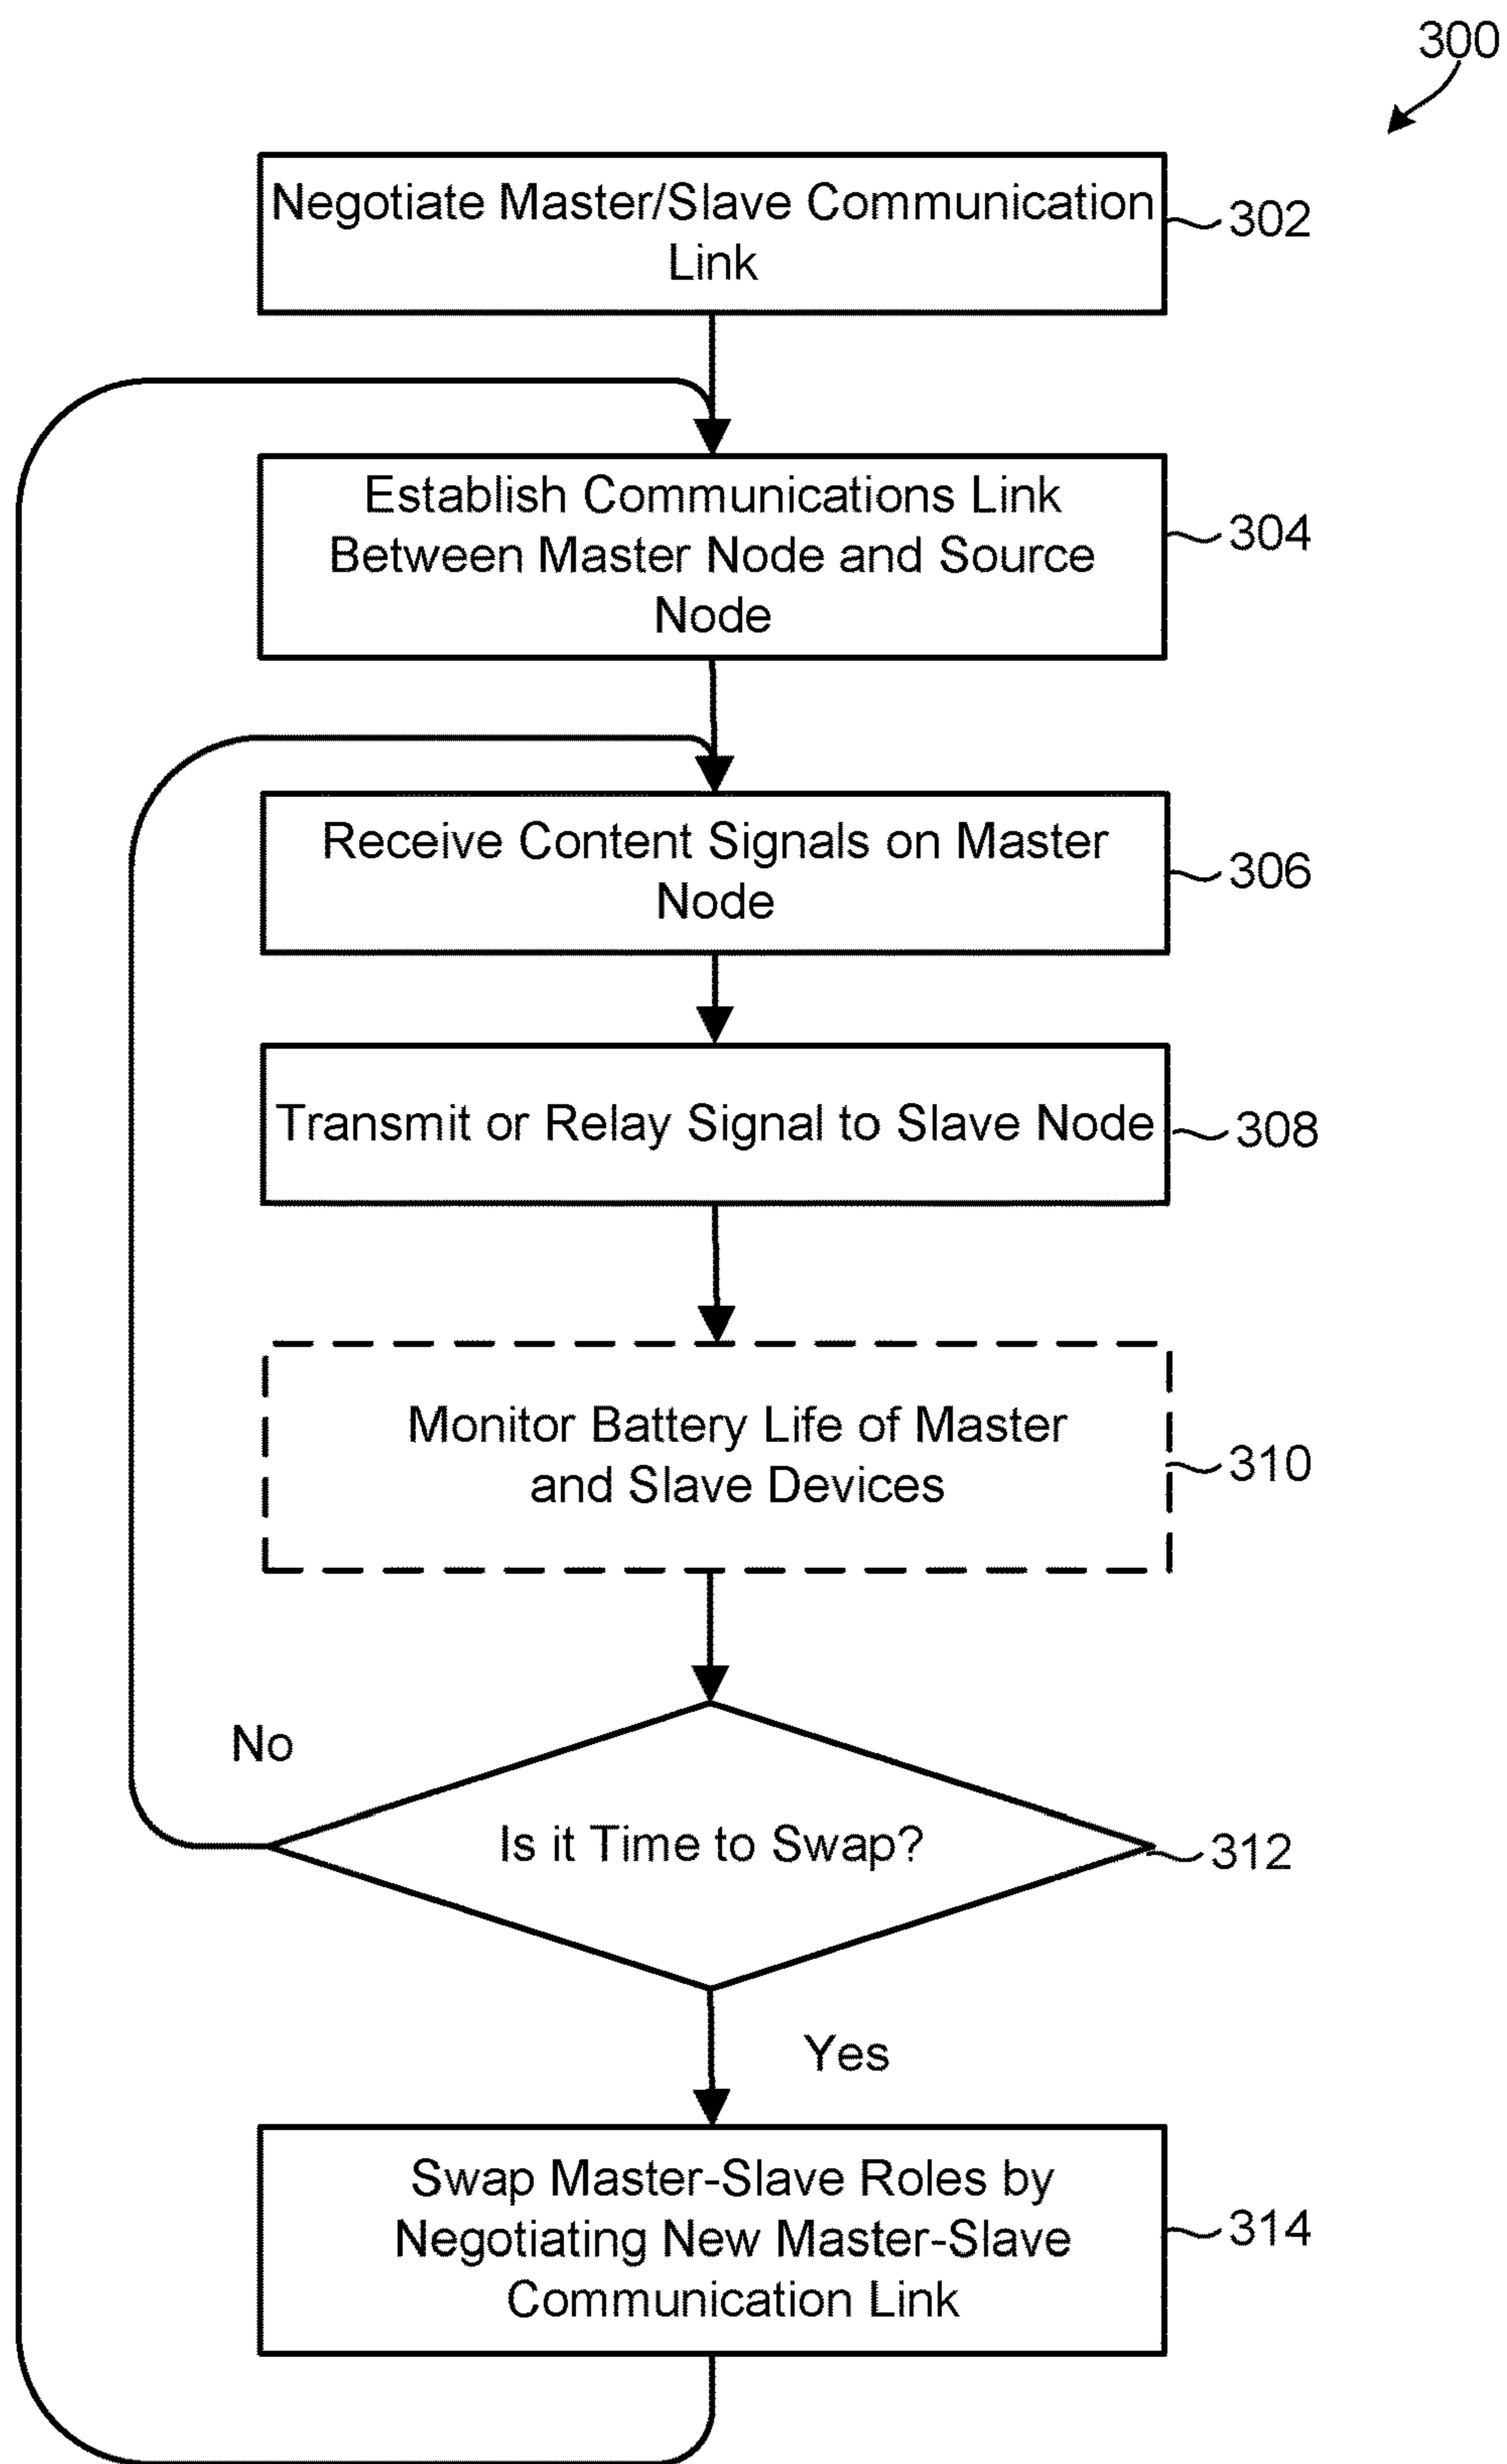 300
Negotiate Master/Slave Communication
Link
302
Establish Communications Link
Between Master Node and Source
Node
304
Receive Content Signals on Master
Node
306
Transmit or Relay Signal to Slave Node
308
Monitor Battery Life of Master
and Slave Devices
310
No
Is it Time to Swap?
312
Yes
Swap Master-Slave Roles by
Negotiating New Master-Slave
Communication Link
314